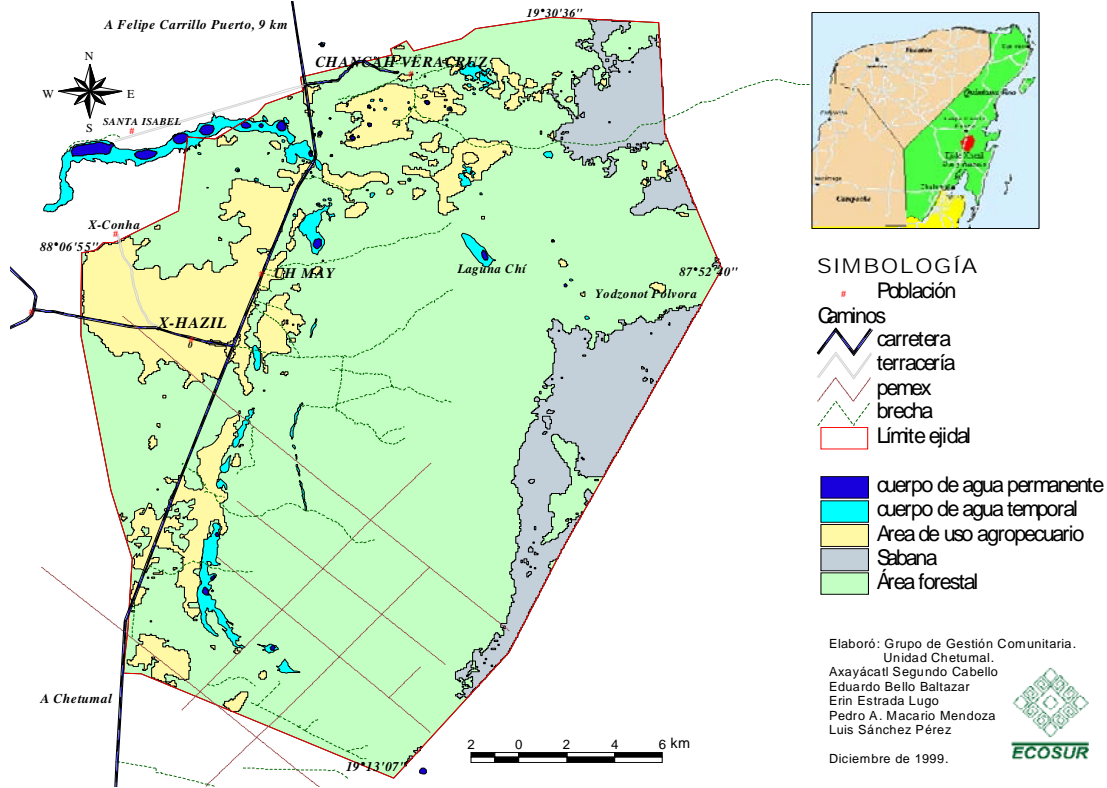 A Felipe Carrillo Puerto, 9 km
19°30'36"
CHANCAH VERACRUZ
N
W E
S
SANTA ISABEL
X-Conha
88°06'55"
UH MAY
Laguna Chí
87°52'40"
Yodzonot Pólvora
X-HAZIL
A Chetumal
19°13'07"
2 0 2 4 6 km
Campeche
SIMBOLOGÍA
Población
Caminos
carretera
terracería
pemex
brecha
Límite ejidal
cuerpo de agua permanente
cuerpo de agua temporal
Area de uso agropecuario
Sabana
Área forestal
Elaboró: Grupo de Gestión Comunitaria.
Unidad Chetumal.
Axayácatl Segundo Cabello
Eduardo Bello Baltazar
Erin Estrada Lugo
Pedro A. Macario Mendoza
Luis Sánchez Pérez
ECOSUR
Diciembre de 1999.